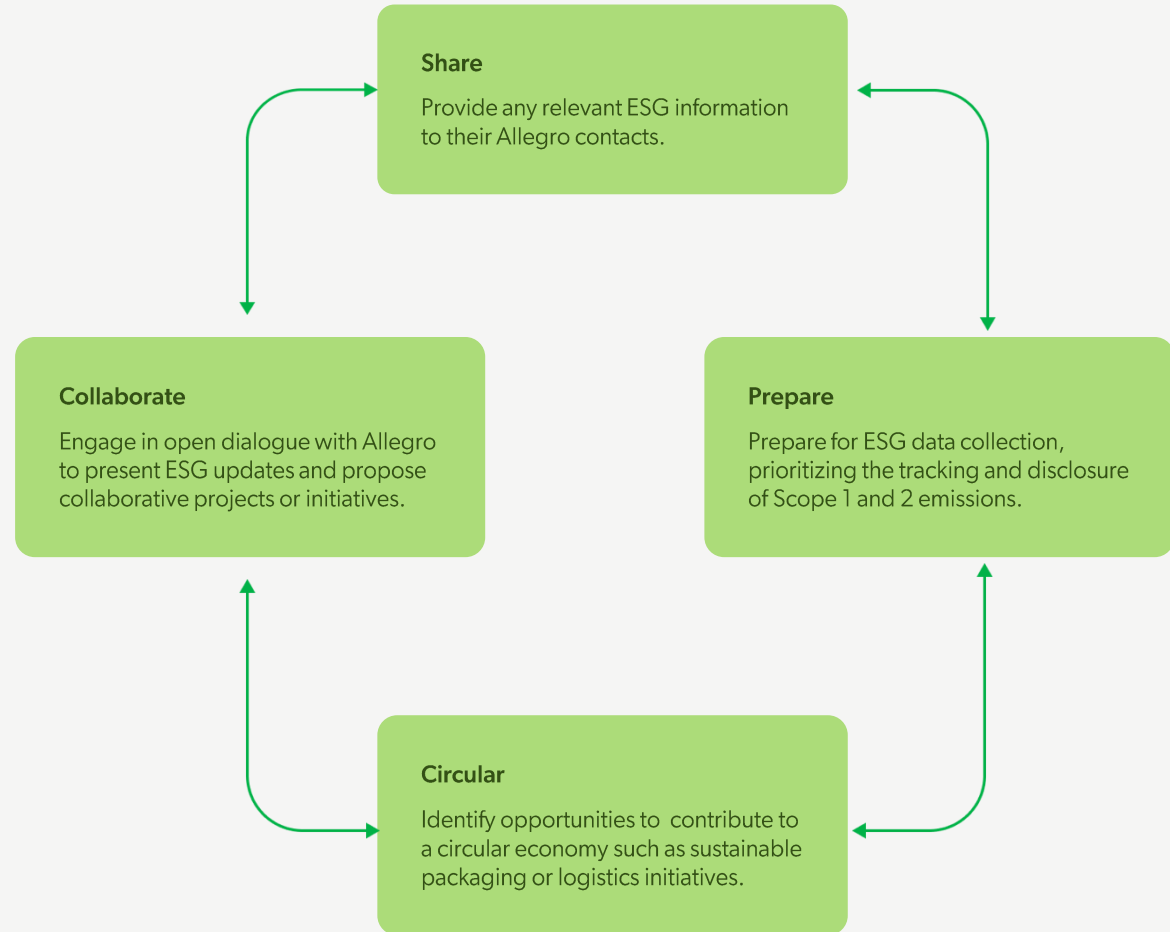 Share
Provide any relevant ESG information
to their Allegro contacts.
Collaborate
Engage in open dialogue with Allegro
to present ESG updates and propose
collaborative projects or initiatives.
Prepare
Prepare for ESG data collection,
prioritizing the tracking and disclosure
of Scope 1 and 2 emissions.
Circular
Identify opportunities to  contribute to
a circular economy such as sustainable
packaging or logistics initiatives.